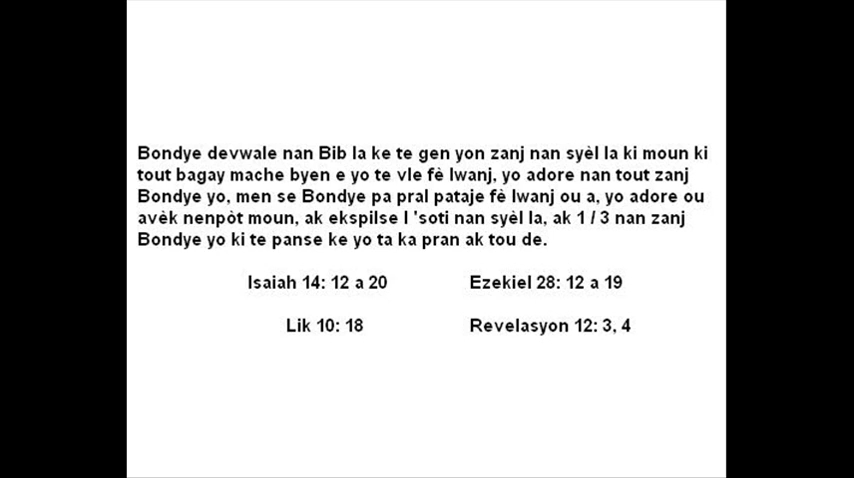 Bondye devwale nan Bib la ke te gen yon zanj nan syèl la ki moun ki
tout bagay mache byen e yo te vle fè lwanj, yo adore nan tout zanj
Bondye yo, men se Bondye pa pral pataje fè lwanj ou a, yo adore ou
avèk nenpòt moun, ak ekspilse l 'soti nan syèl la, ak 1 / 3 nan zanj
Bondye yo ki te panse ke yo ta ka pran ak tou de.
Isaiah 14: 12 a 20 Ezekiel 28: 12 a 19
Lik 10: 18 Revelasyon 12: 3, 4